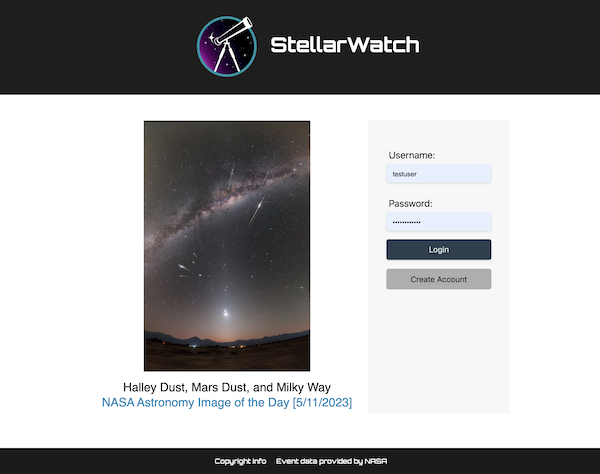 StellarWatch
Halley Dust, Mars Dust, and Milky Way
NASA Astronomy Image of the Day [5/11/2023]
Username:
testuser
Password:
••••••••••••
Login
Create Account
Copyright info
Event data provided by NASA